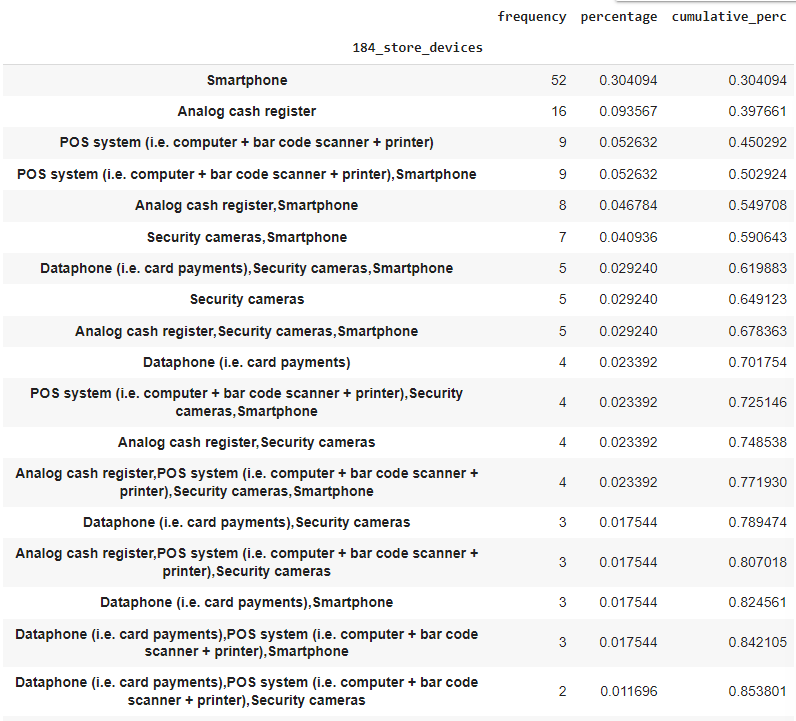 frequency percentage cumulative_perc
184_store_devices
Smartphone 52 0.304094 0.304094
Analog cash register 16 0.093567 0.397661
POS system (i.e. computer + bar code scanner + printer) 9 0.052632 0.450292
POS system (i.e. computer + bar code scanner + printer),Smartphone 9 0.052632 0.502924
Analog cash register,Smartphone 8 0.046784 0.549708
Security cameras,Smartphone 7 0.040936 0.590643
Dataphone (i.e. card payments),Security cameras,Smartphone 5 0.029240 0.619883
Security cameras 5 0.029240 0.649123
Analog cash register,Security cameras,Smartphone 5 0.029240 0.678363
Dataphone (i.e. card payments) 4 0.023392 0.701754
POS system (i.e. computer + bar code scanner + printer),Security
cameras,Smartphone 4 0.023392 0.725146
Analog cash register,Security cameras 4 0.023392 0.748538
Analog cash register,POS system (i.e. computer + bar code scanner +
printer),Security cameras,Smartphone 4 0.023392 0.771930
Dataphone (i.e. card payments),Security cameras 3 0.017544 0.789474
Analog cash register,POS system (i.e. computer + bar code scanner +
printer),Security cameras 3 0.017544 0.807018
Dataphone (i.e. card payments),Smartphone 3 0.017544 0.824561
Dataphone (i.e. card payments),POS system (i.e. computer + bar code
scanner + printer),Smartphone 3 0.017544 0.842105
Dataphone (i.e. card payments),POS system (i.e. computer + bar code
scanner + printer),Security cameras 2 0.011696 0.853801